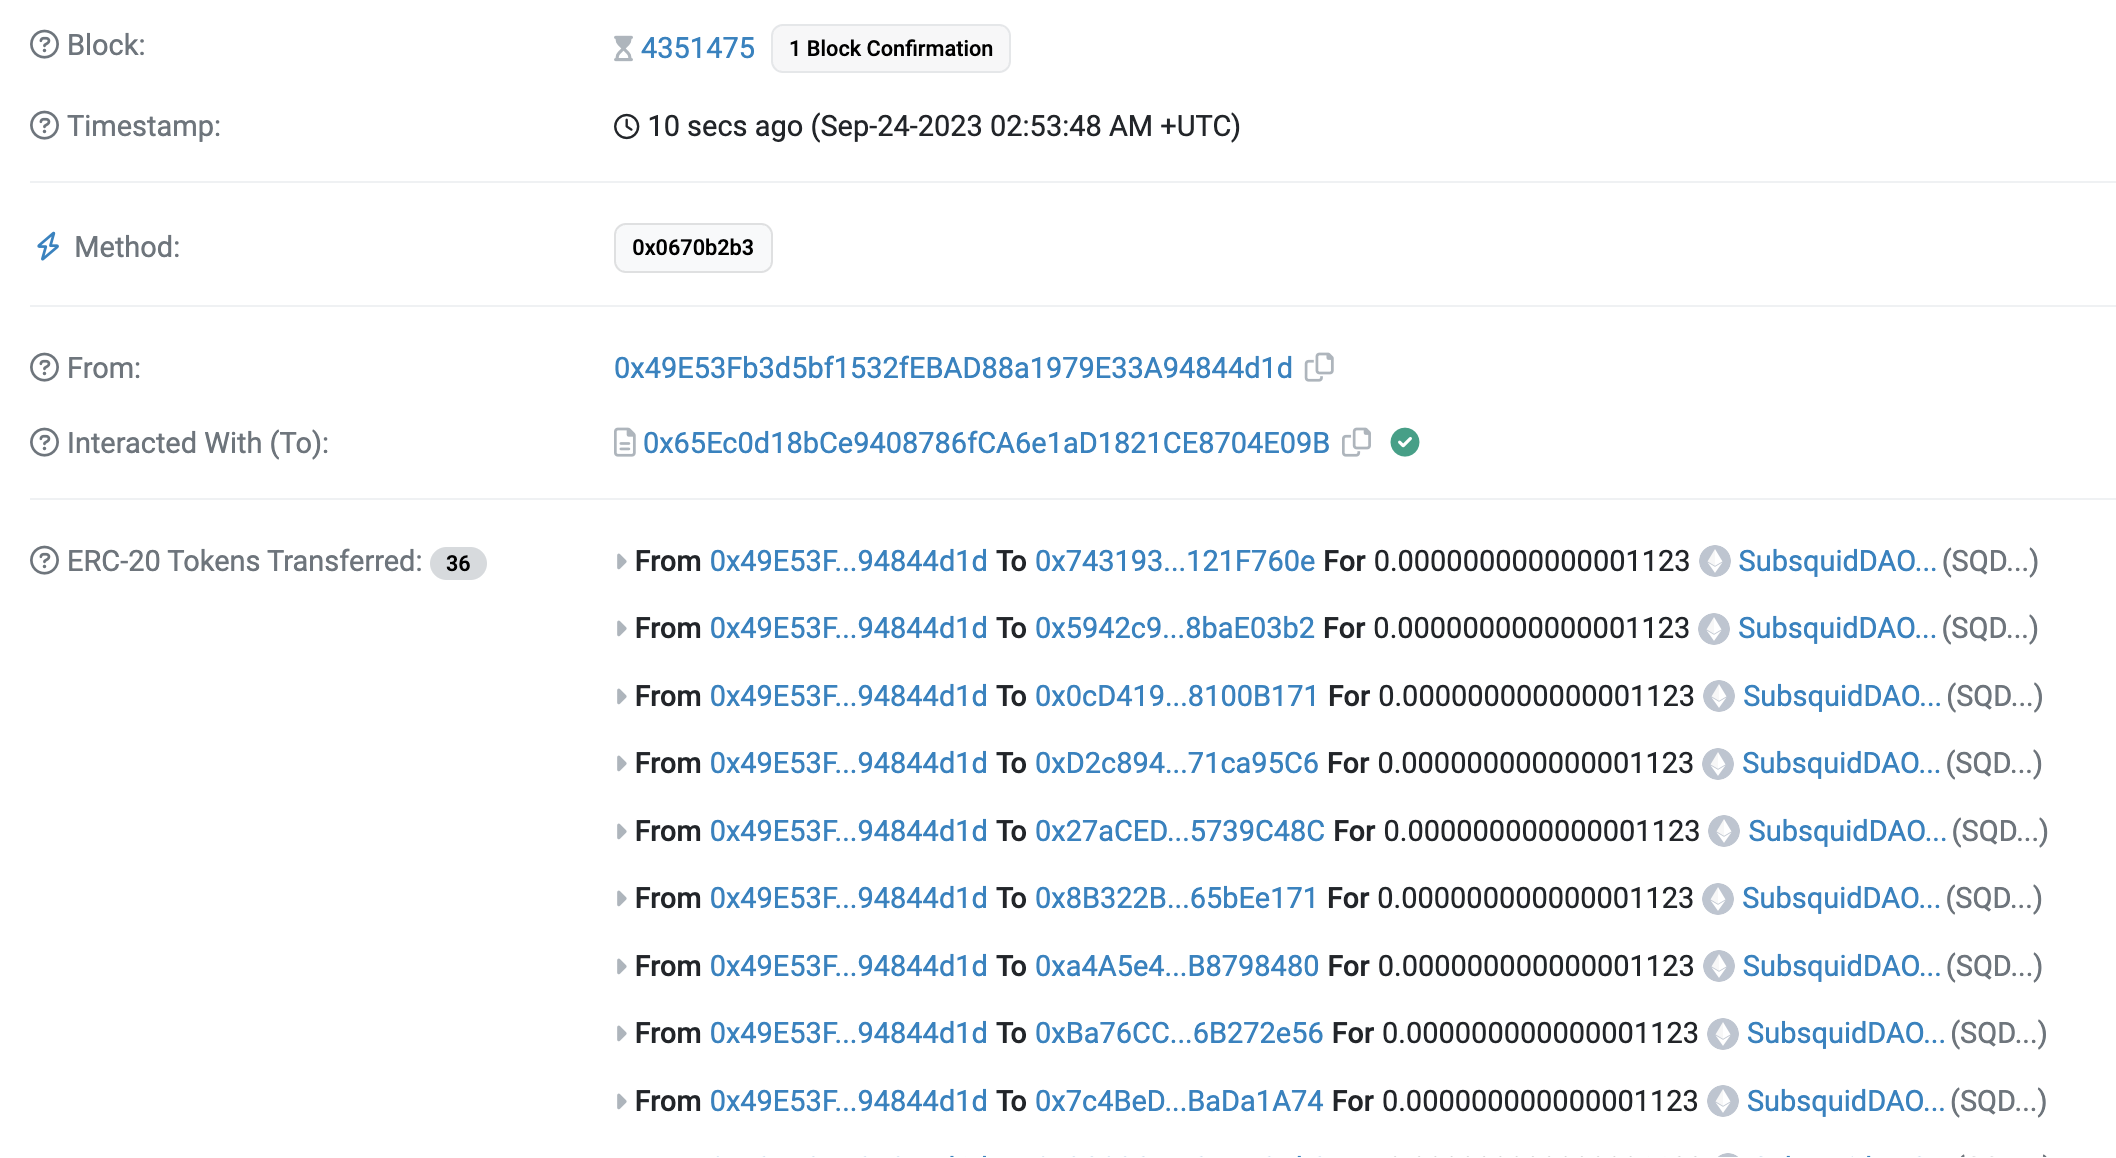 Block: 4351475 1 Block Confirmation
Timestamp: 10 secs ago (Sep-24-2023 02:53:48 AM +UTC)
Method: 0x0670b2b3
From: 0x49E53Fb3d5bf1532fEBAD88a1979E33A94844d1d
Interacted With (To): 0x65Ec0d18bCe9408786fCA6e1aD1821CE8704E09B
ERC-20 Tokens Transferred: 36 From 0x49E53F...94844d1d To 0x743193...121F760e For 0.000000000000001123 SubsquidDAO... (SQD...)
From 0x49E53F...94844d1d To 0x5942c9...8baE03b2 For 0.000000000000001123 SubsquidDAO... (SQD...)
From 0x49E53F...94844d1d To 0x0cD419...8100B171 For 0.000000000000001123 SubsquidDAO... (SQD...)
From 0x49E53F...94844d1d To 0xD2c894...71ca95C6 For 0.000000000000001123 SubsquidDAO... (SQD...)
From 0x49E53F...94844d1d To 0x27aCED...5739C48C For 0.000000000000001123 SubsquidDAO... (SQD...)
From 0x49E53F...94844d1d To 0x8B322B...65bEe171 For 0.000000000000001123 SubsquidDAO... (SQD...)
From 0x49E53F...94844d1d To 0xa4A5e4...B8798480 For 0.000000000000001123 SubsquidDAO... (SQD...)
From 0x49E53F...94844d1d To 0xBa76CC...6B272e56 For 0.000000000000001123 SubsquidDAO... (SQD...)
From 0x49E53F...94844d1d To 0x7c4BeD...BaDa1A74 For 0.000000000000001123 SubsquidDAO... (SQD...)